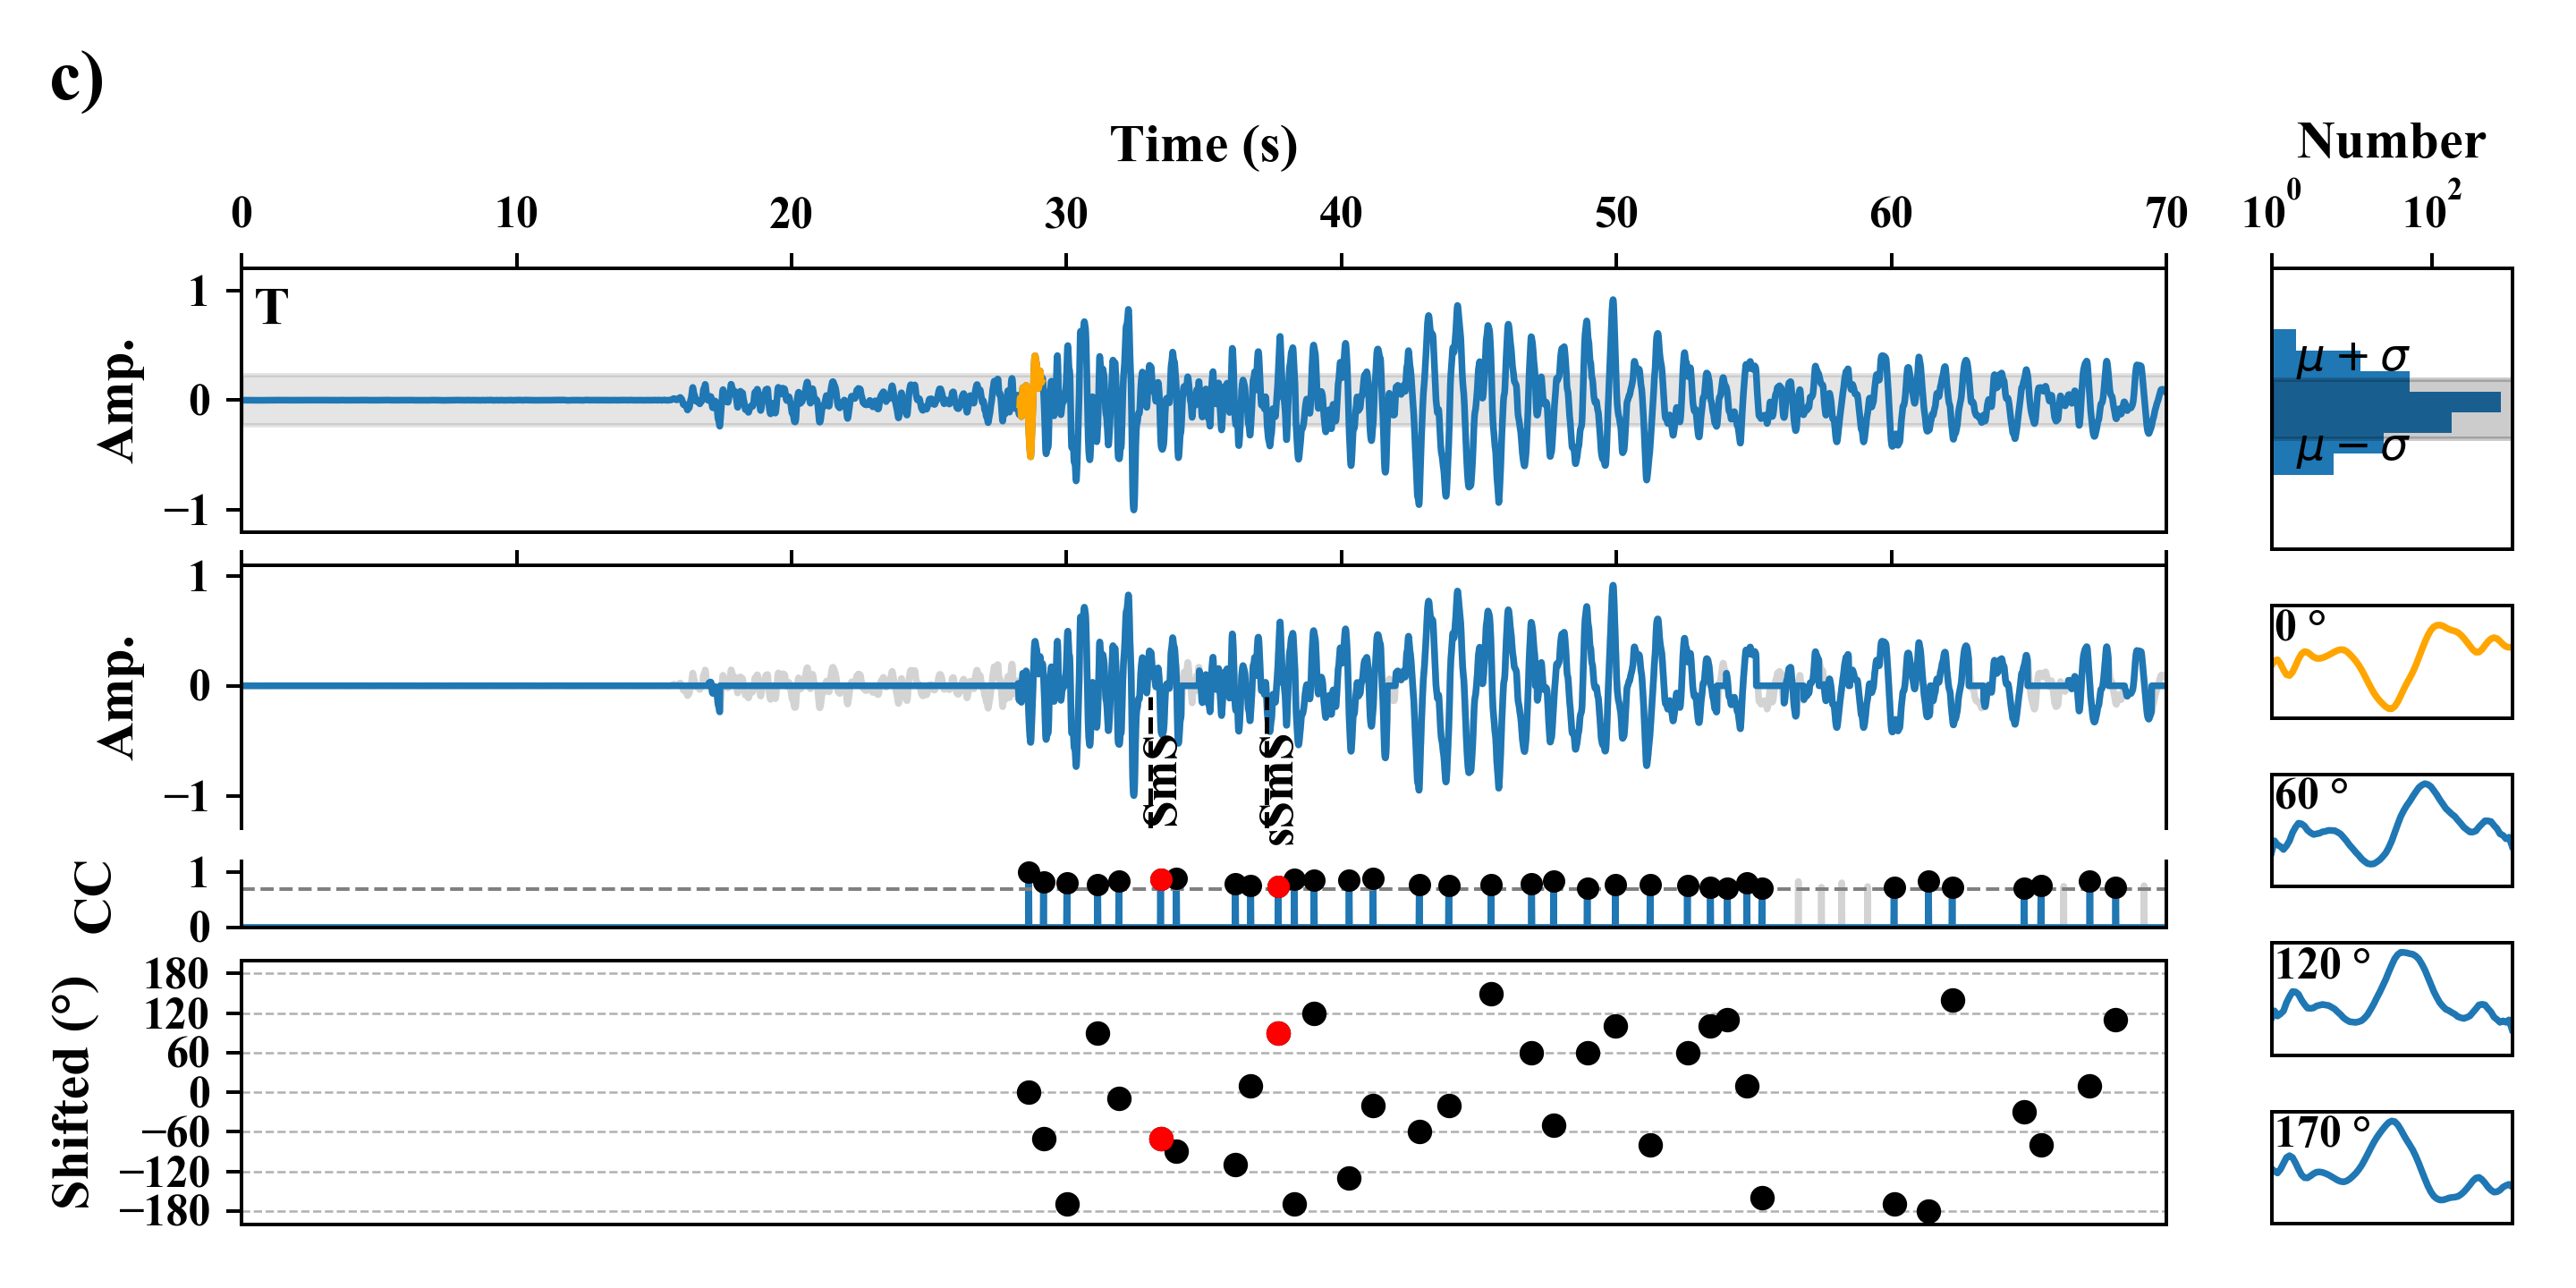 c)
Time (s)
Number
0 10 20 30 40 50 60 70
10^0 10^2
T
Amp.
1
0
−1
μ + σ
μ − σ
Amp.
1
0
−1
SmS
sSmS
0 °
60 °
CC
1
0
120 °
Shifted (°)
180
120
60
0
−60
−120
−180
170 °